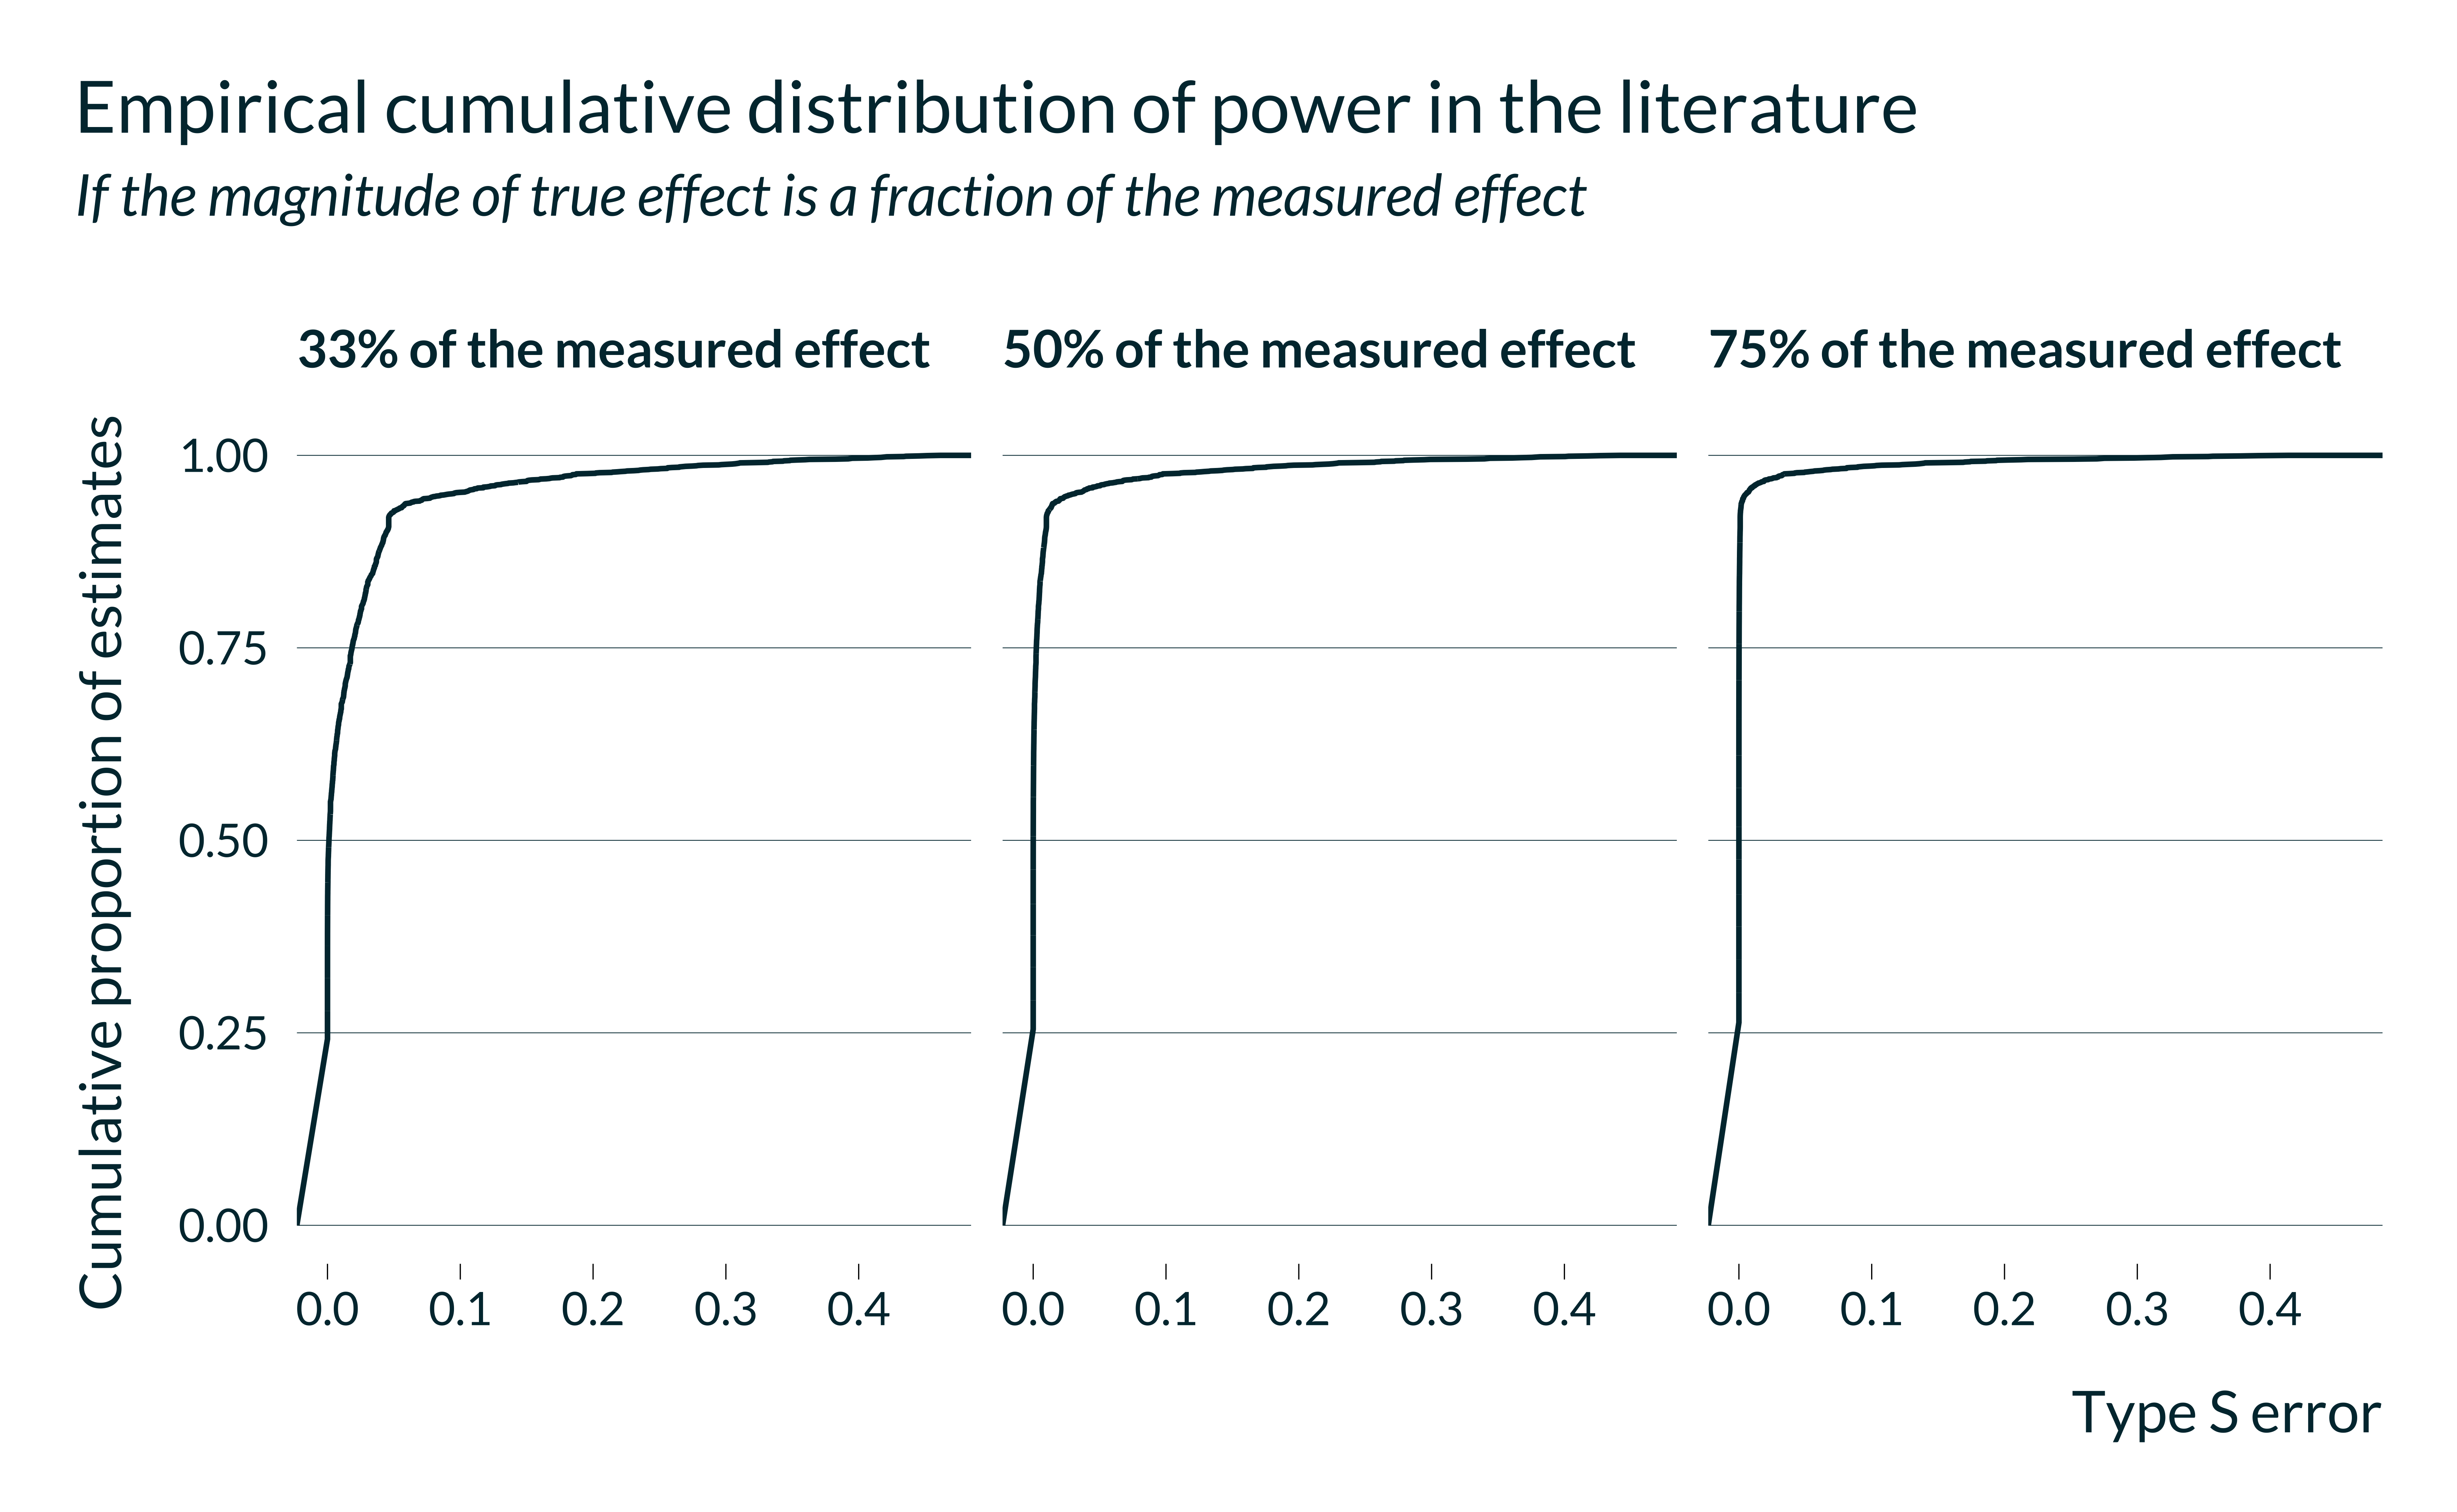 Empirical cumulative distribution of power in the literature
If the magnitude of true effect is a fraction of the measured effect
33% of the measured effect
50% of the measured effect
75% of the measured effect
Cumulative proportion of estimates
1.00
0.75
0.50
0.25
0.00
0.0 0.1 0.2 0.3 0.4
0.0 0.1 0.2 0.3 0.4
0.0 0.1 0.2 0.3 0.4
Type S error